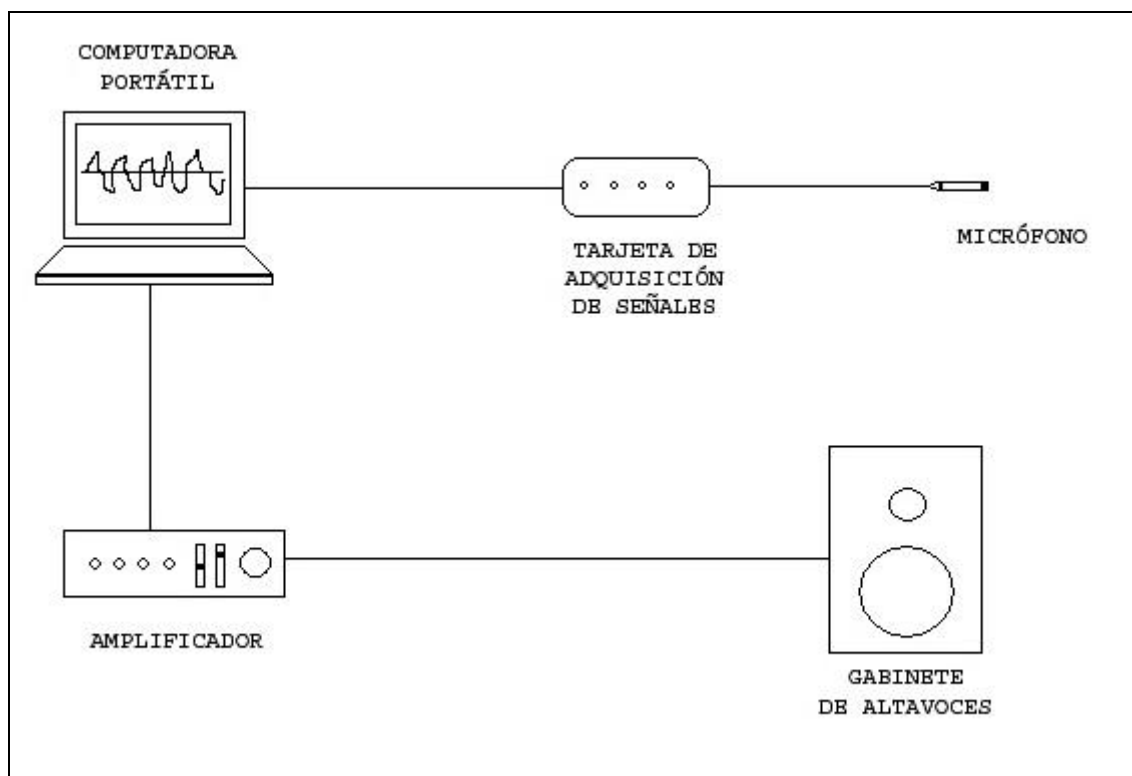 COMPUTADORA
PORTÁTIL
TARJETA DE
ADQUISICIÓN
DE SEÑALES
MICRÓFONO
AMPLIFICADOR
GABINETE
DE ALTAVOCES